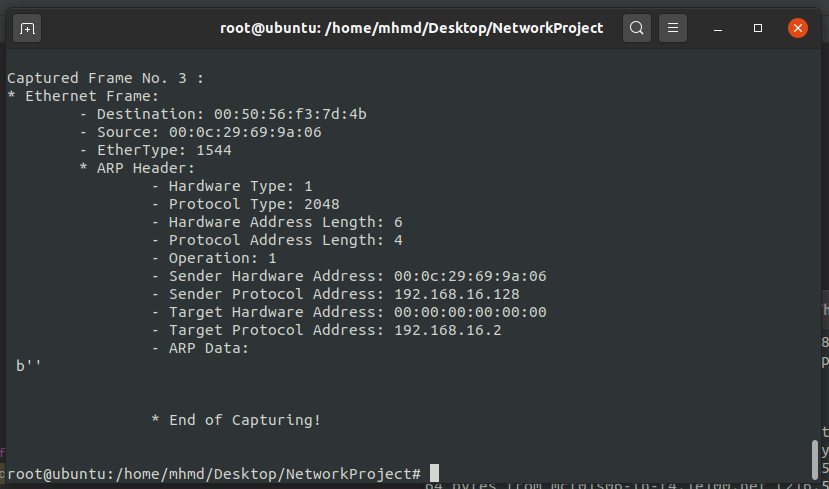 root@ubuntu: /home/mhmd/Desktop/NetworkProject
Captured Frame No. 3 :
* Ethernet Frame:
- Destination: 00:50:56:f3:7d:4b
- Source: 00:0c:29:69:9a:06
- EtherType: 1544
* ARP Header:
- Hardware Type: 1
- Protocol Type: 2048
- Hardware Address Length: 6
- Protocol Address Length: 4
- Operation: 1
- Sender Hardware Address: 00:0c:29:69:9a:06
- Sender Protocol Address: 192.168.16.128
- Target Hardware Address: 00:00:00:00:00:00
- Target Protocol Address: 192.168.16.2
- ARP Data:
b''
* End of Capturing!
root@ubuntu:/home/mhmd/Desktop/NetworkProject#